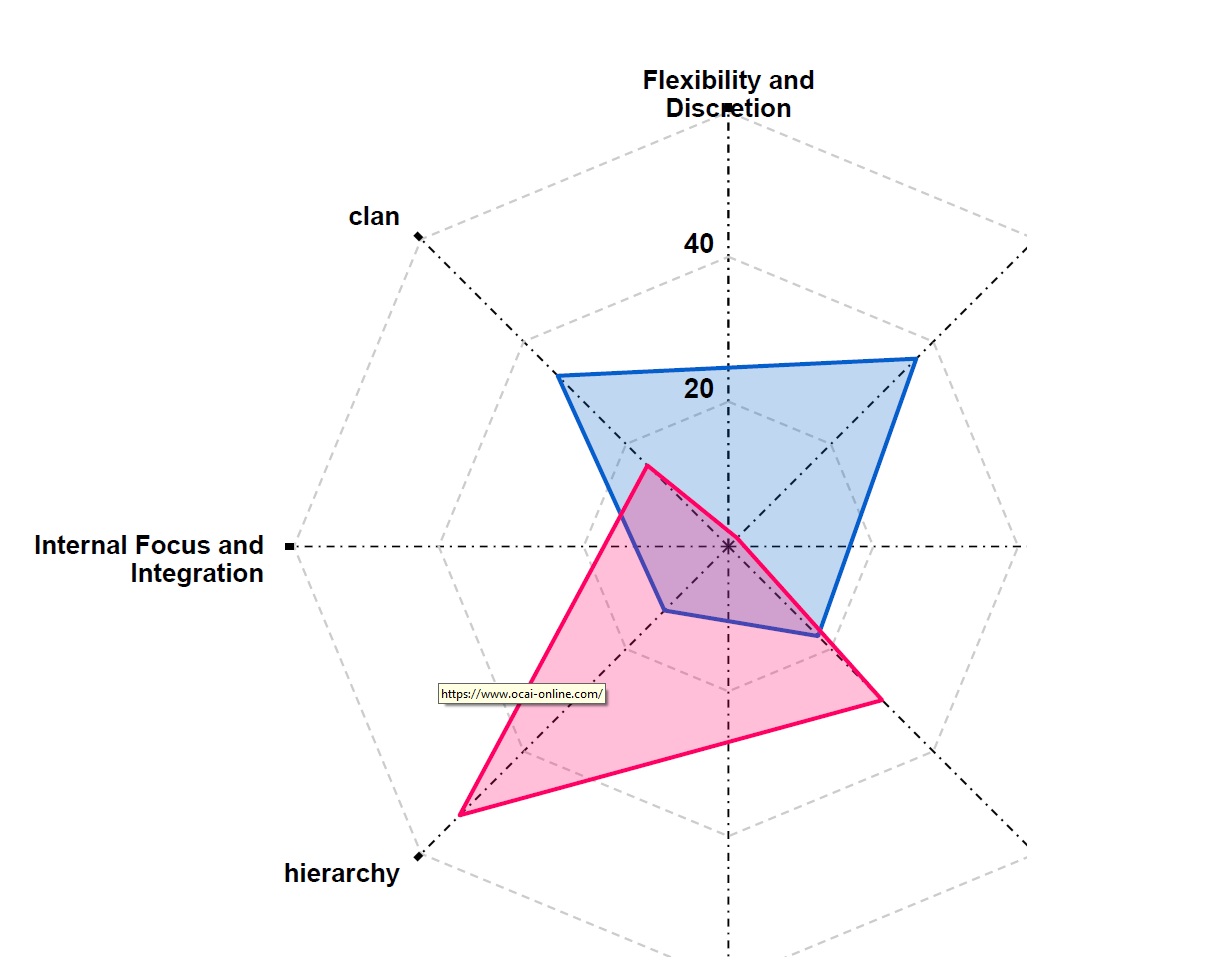 Flexibility and
Discretion
clan
40
20
Internal Focus and
Integration
https://www.ocai-online.com/
hierarchy